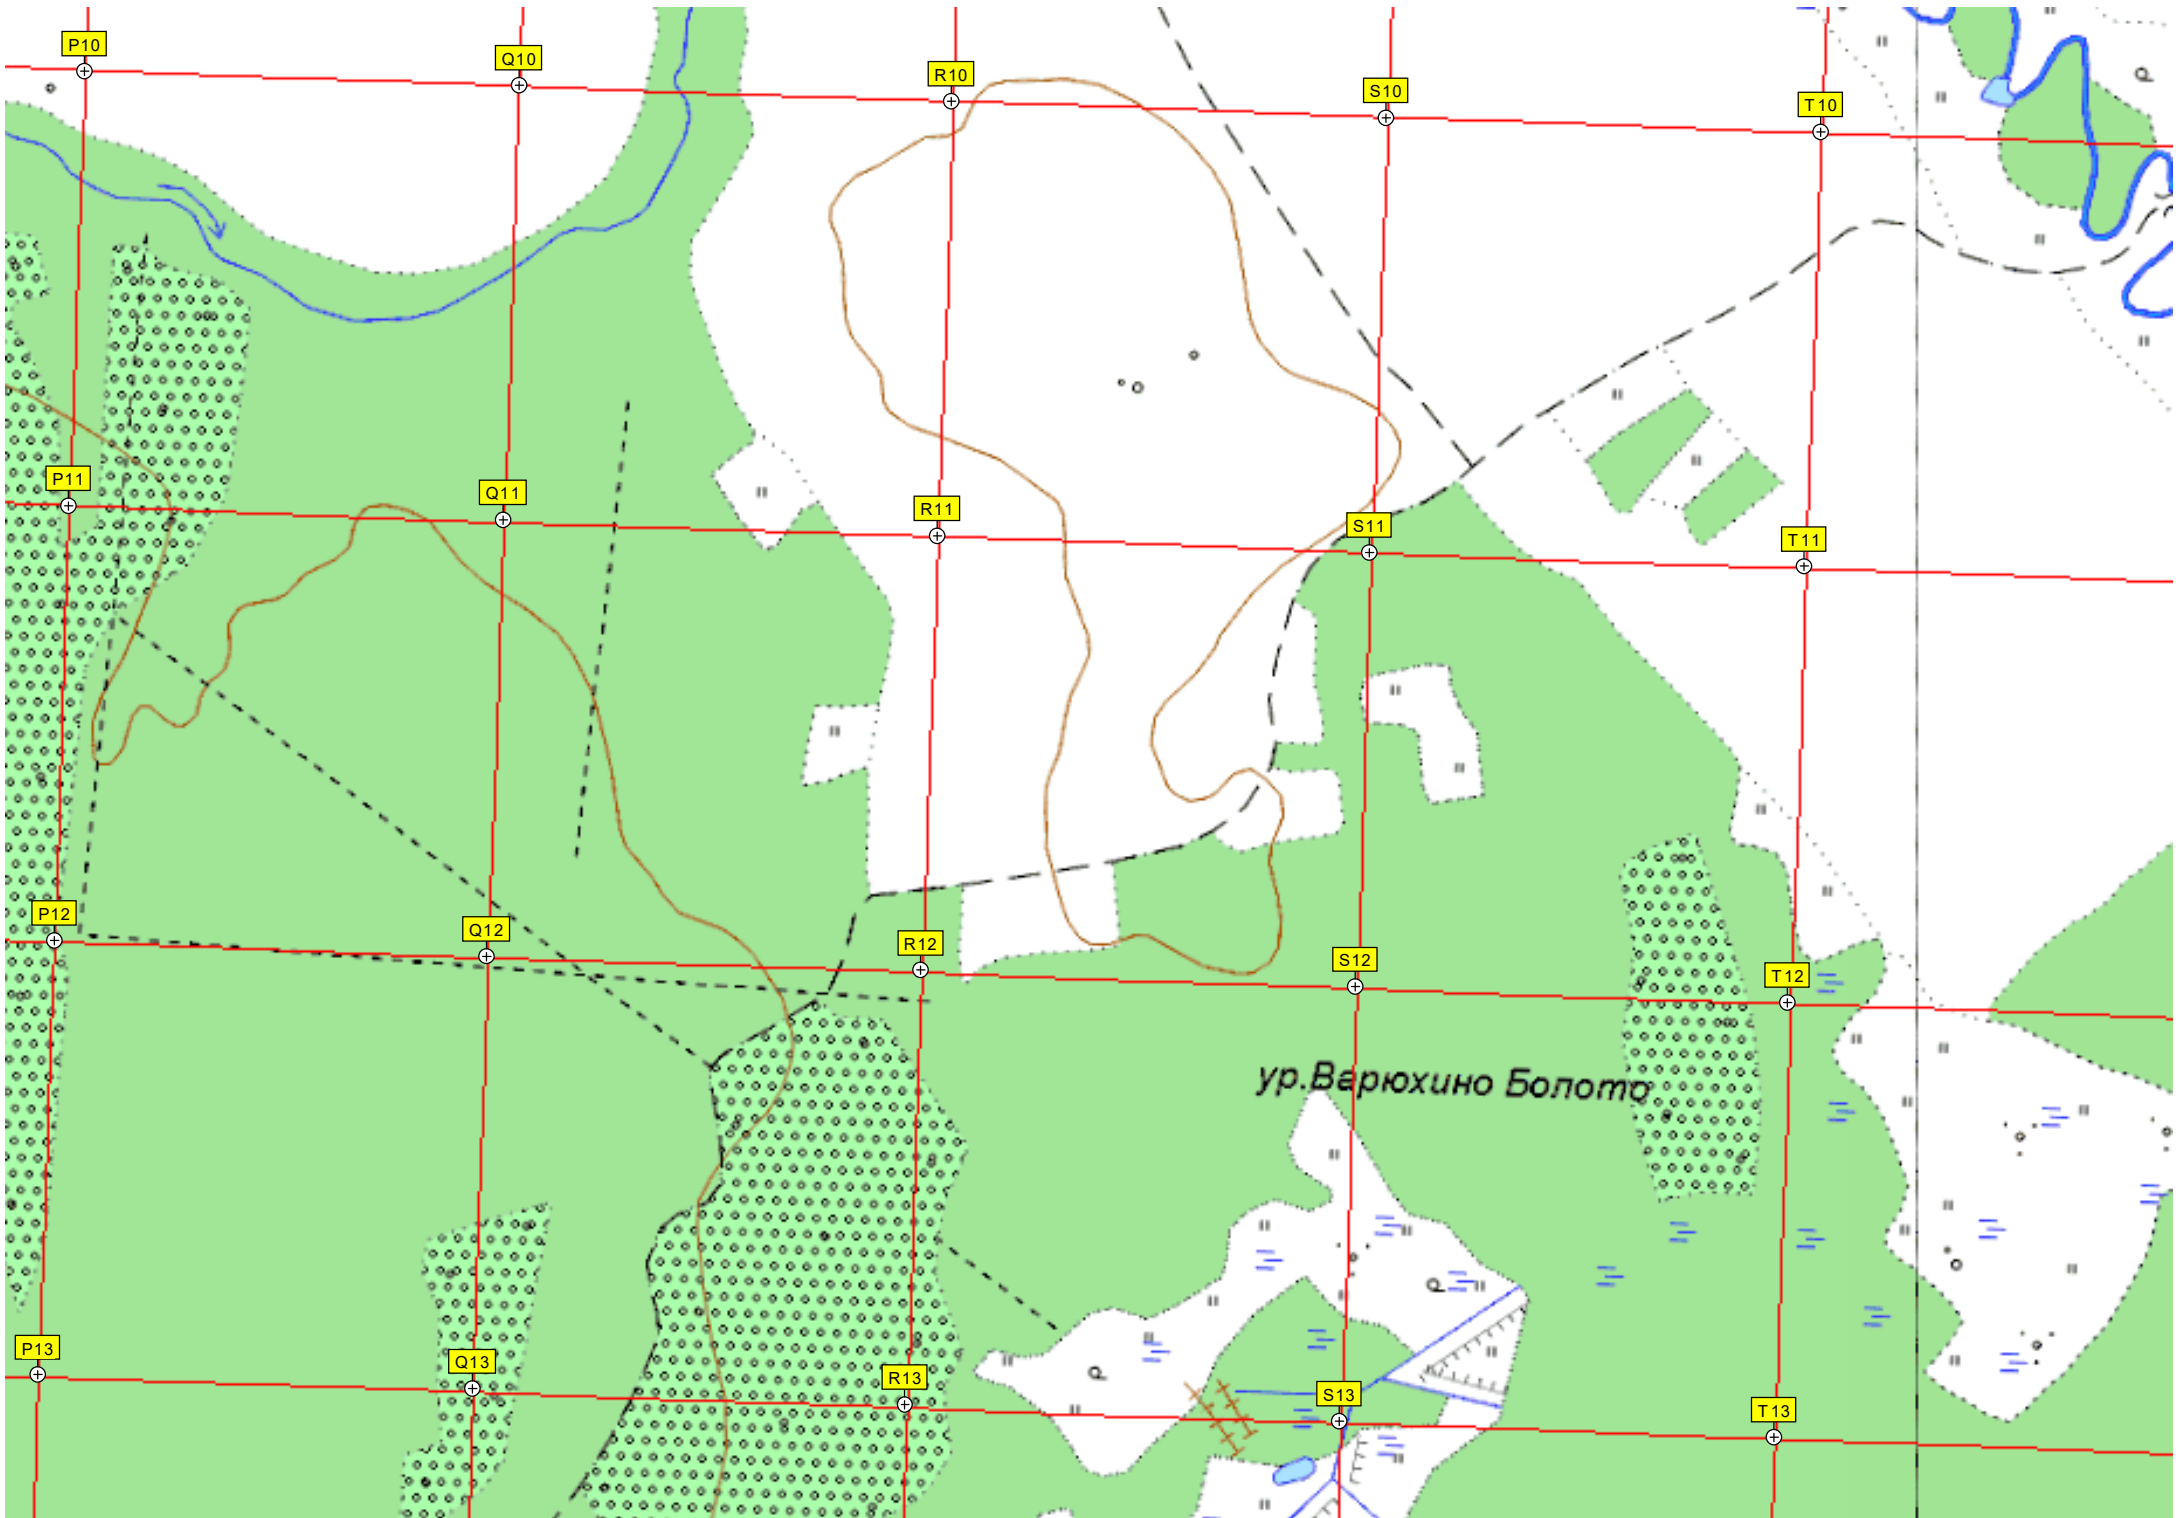 P10
Q10
R10
S10
T10
P11
Q11
R11
S11
T11
P12
Q12
R12
S12
T12
ур.Варюхино Болото
P13
Q13
R13
S13
T13